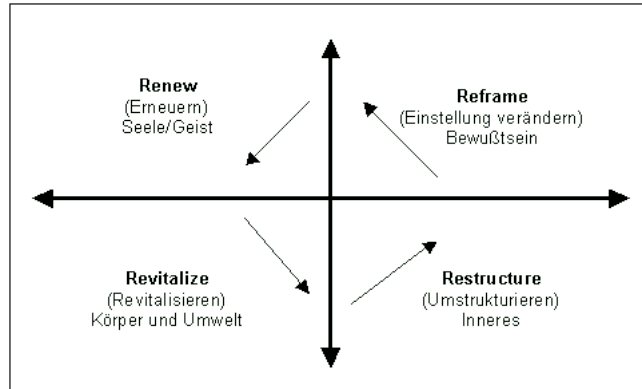 Renew
(Erneuern)
Seele/Geist
Reframe
(Einstellung verändern)
Bewußtsein
Revitalize
(Revitalisieren)
Körper und Umwelt
Restructure
(Umstrukturieren)
Inneres